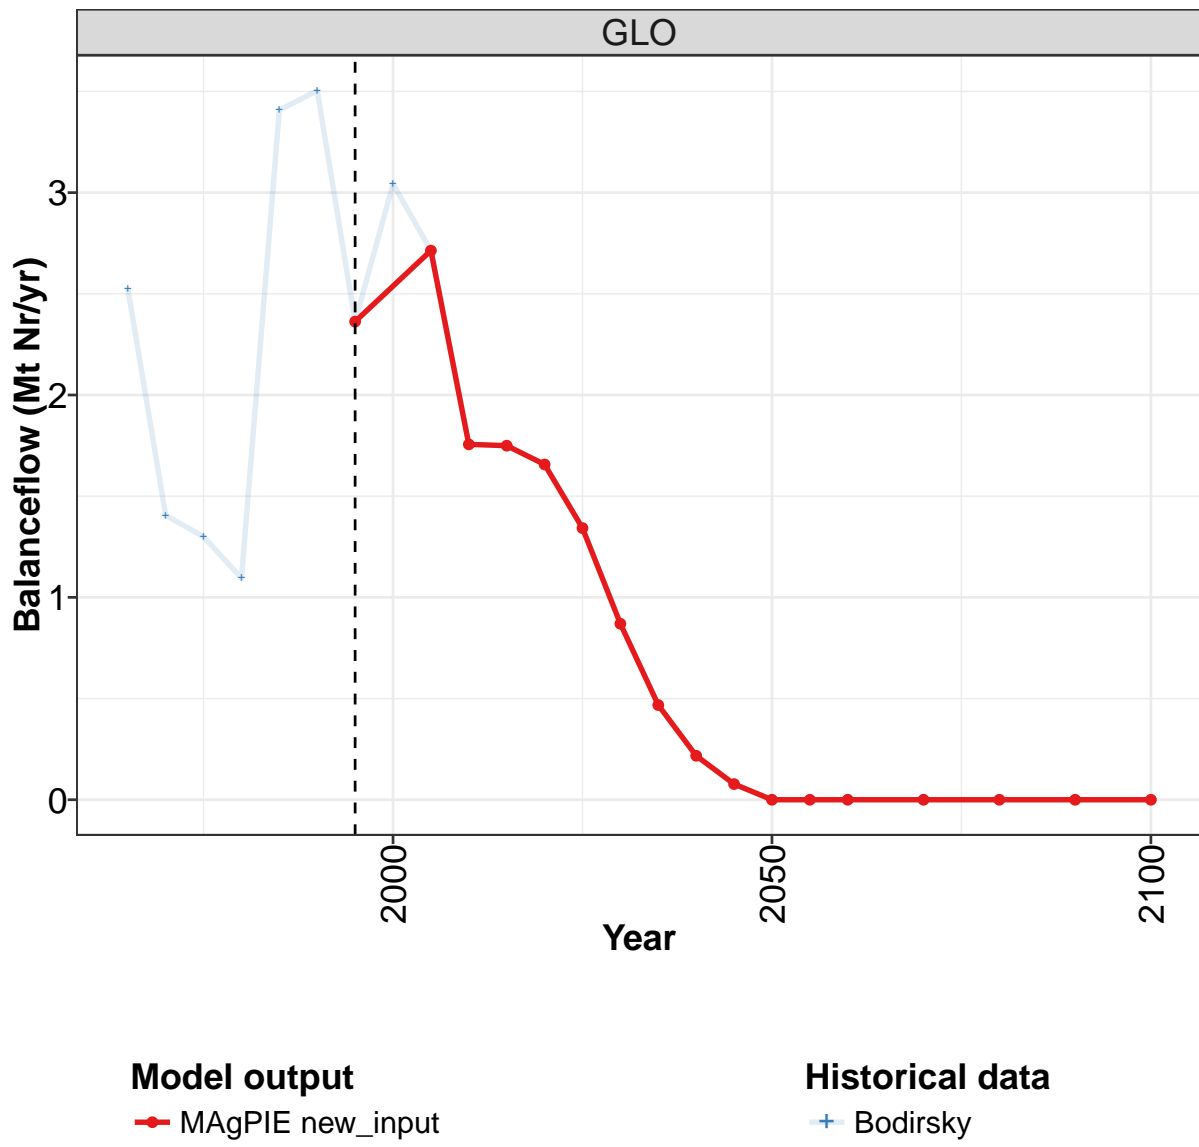 GLO
Balanceflow (Mt Nr/yr)
3
2
1
0
2000
2050
2100
Year
Model output
MAgPIE new_input
Historical data
Bodirsky